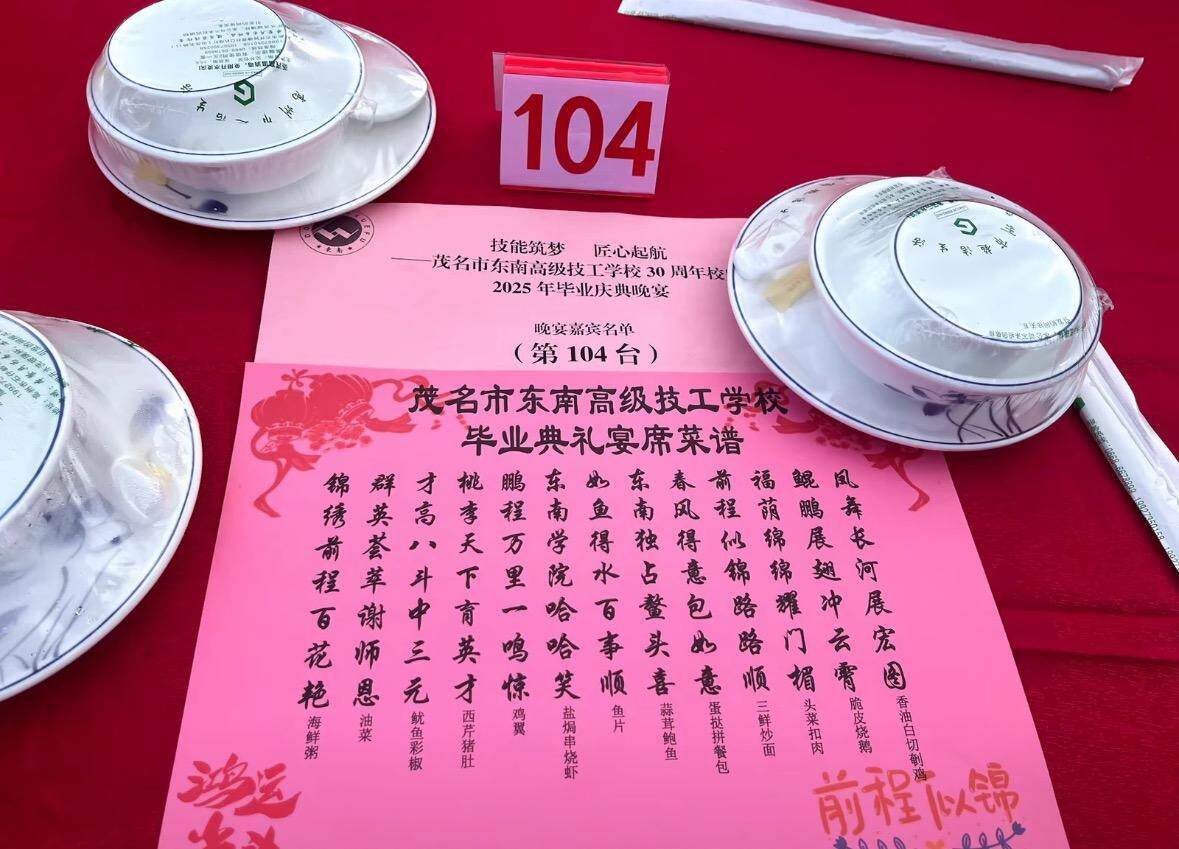 104
技能筑梦 匠心起航
——茂名市东南高级技工学校 30 周年校
2025 年毕业庆典晚宴
晚宴嘉宾名单
（第 104 台）
茂名市东南高级技工学校
毕业典礼宴席菜谱
凤舞长河展宏图 香油白切鸡
鲲鹏展翅冲云霄 脆皮烧鹅
福荫绵绵耀门楣 头菜扣肉
前程似锦路路顺 三鲜炒面
春风得意包如意 蛋挞拼餐包
东南独占鳌头喜 蒜茸鲍鱼
如鱼得水百事顺 鱼片
东南学院哈哈笑 盐焗串烧虾
鹏程万里一鸣惊 鸡翼
桃李天下育英才 西芹猪肚
才高八斗中三元 鱿鱼彩椒
群英荟萃谢师恩 油菜
锦绣前程百花艳 海鲜粥
鸿运
前程似锦